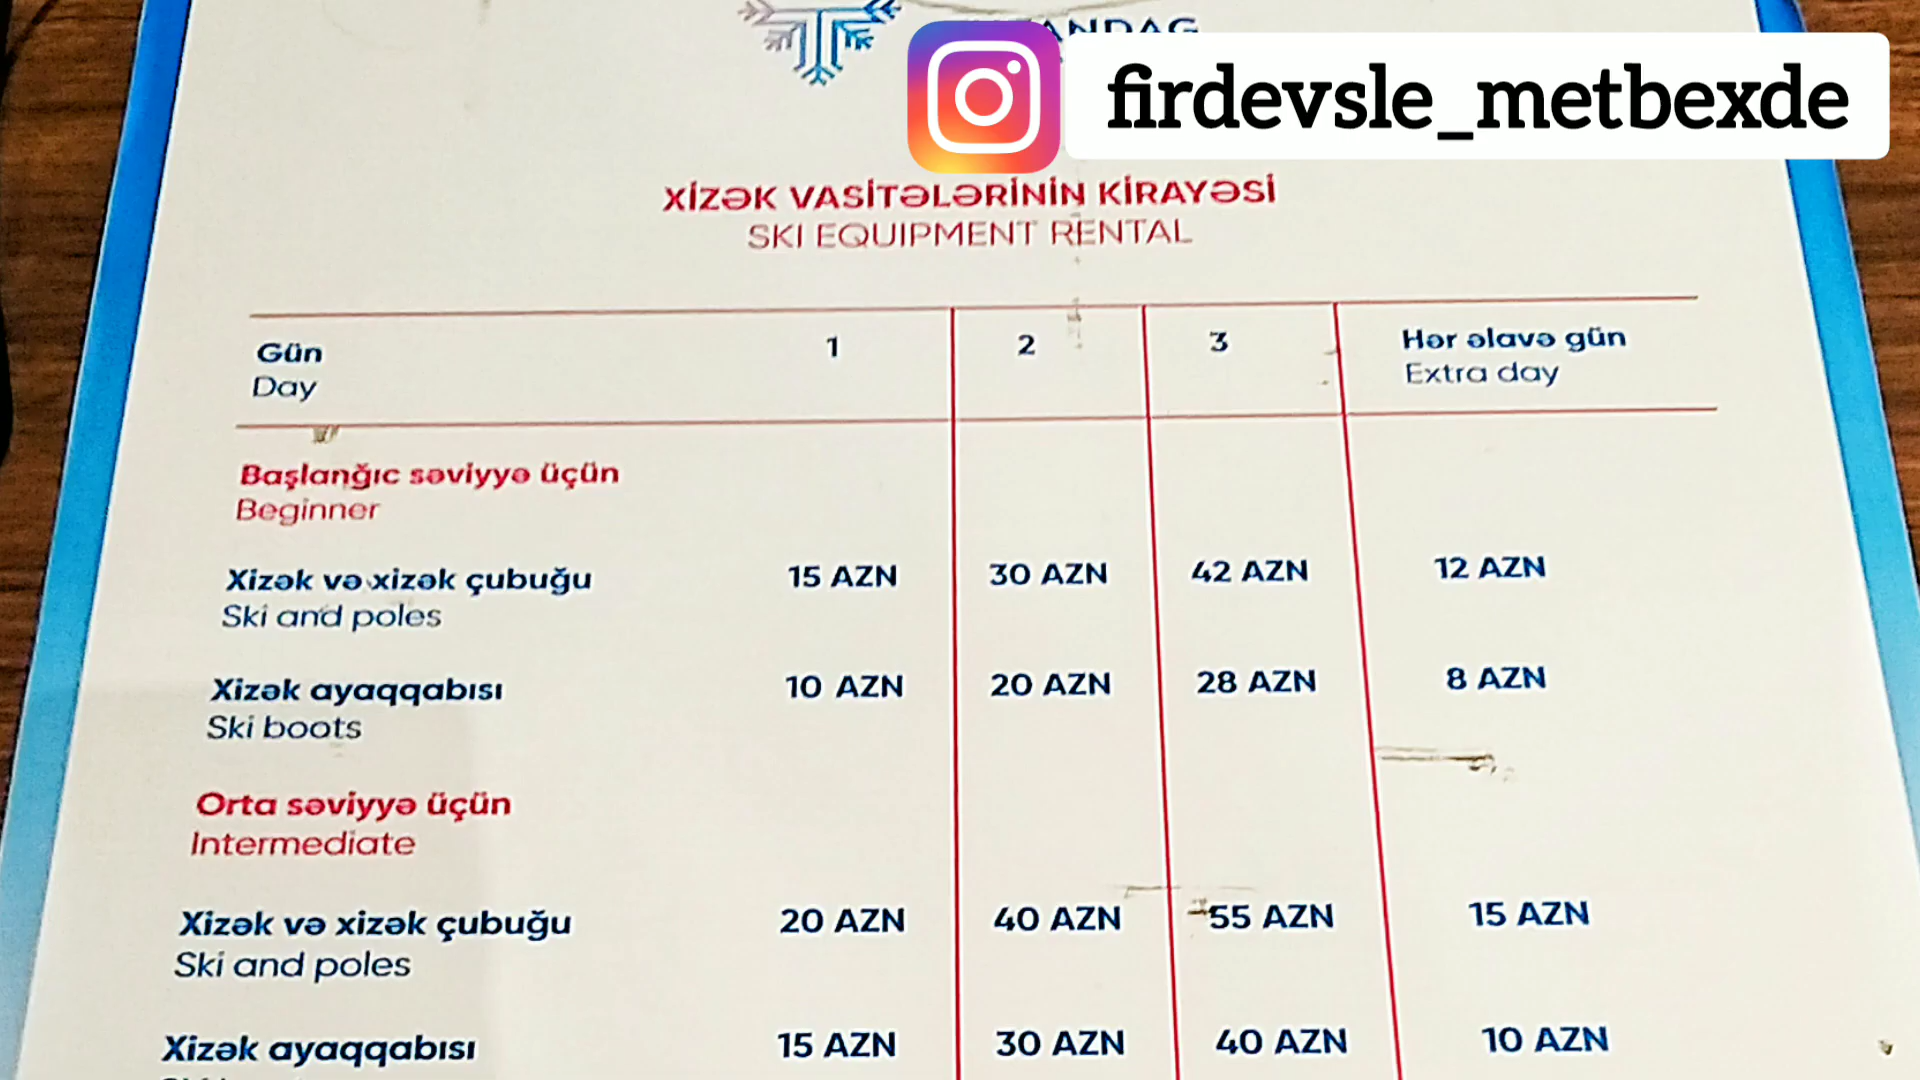 firdevsle_metbexde
XİZƏK VASİTƏLƏRİNİN KİRAYƏSİ
SKI EQUIPMENT RENTAL
Gün 1 2 3 Hər əlavə gün
Day Extra day
Başlanğıc səviyyə üçün
Beginner
Xizək və xizək çubuğu 15 AZN 30 AZN 42 AZN 12 AZN
Ski and poles
Xizək ayaqqabısı 10 AZN 20 AZN 28 AZN 8 AZN
Ski boots
Orta səviyyə üçün
Intermediate
Xizək və xizək çubuğu 20 AZN 40 AZN 55 AZN 15 AZN
Ski and poles
Xizək ayaqqabısı 15 AZN 30 AZN 40 AZN 10 AZN